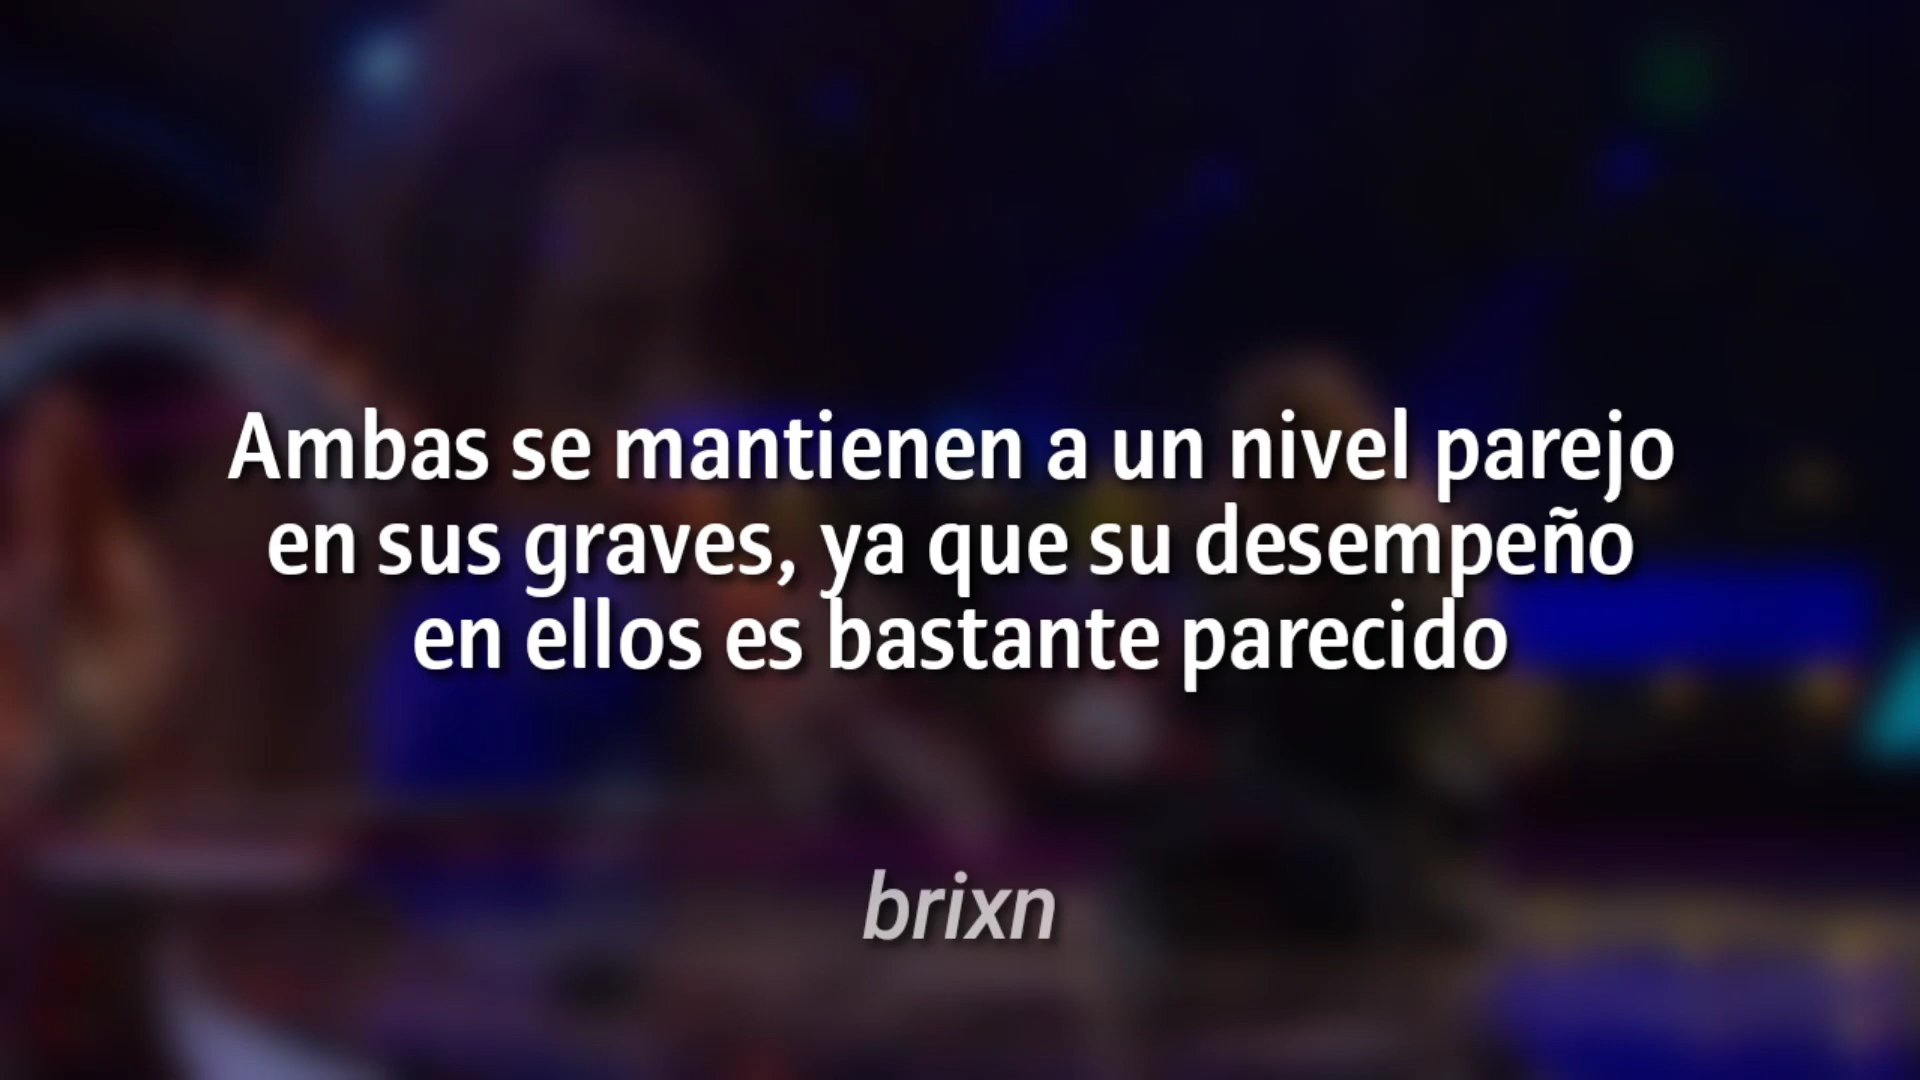 Ambas se mantienen a un nivel parejo
en sus graves, ya que su desempeño
en ellos es bastante parecido
brixn